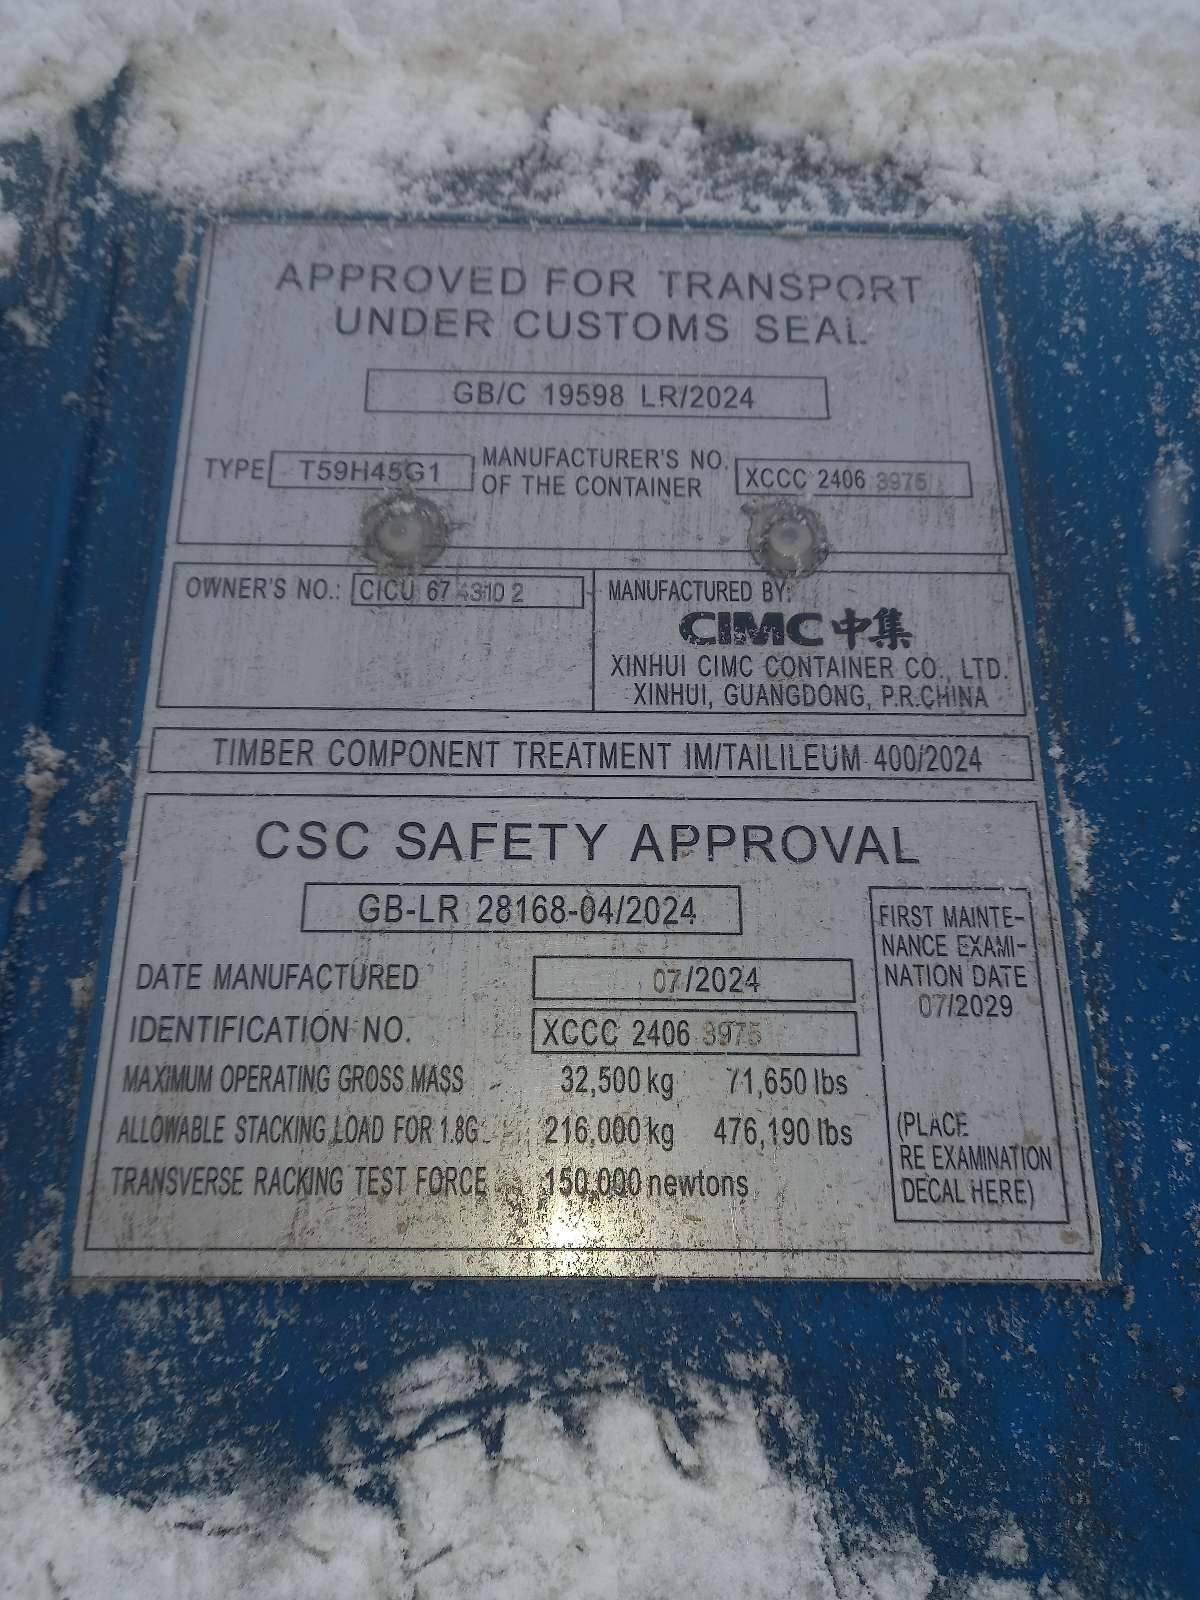 APPROVED FOR TRANSPORT
UNDER CUSTOMS SEAL
GB/C 19598 LR/2024
TYPE T59H45G1
MANUFACTURER'S NO.
OF THE CONTAINER
XCCC 2406 3975
OWNER'S NO.: CICU 67 4310 2
MANUFACTURED BY:
CIMC 中集
XINHUI CIMC CONTAINER CO., LTD.
XINHUI, GUANGDONG, P.R.CHINA
TIMBER COMPONENT TREATMENT IM/TAILILEUM 400/2024
CSC SAFETY APPROVAL
GB-LR 28168-04/2024
DATE MANUFACTURED 07/2024
IDENTIFICATION NO. XCCC 2406 3975
MAXIMUM OPERATING GROSS MASS 32,500 kg 71,650 lbs
ALLOWABLE STACKING LOAD FOR 1.8G 216,000 kg 476,190 lbs
TRANSVERSE RACKING TEST FORCE 150,000 newtons
FIRST MAINTE-
NANCE EXAMI-
NATION DATE
07/2029
(PLACE
RE EXAMINATION
DECAL HERE)